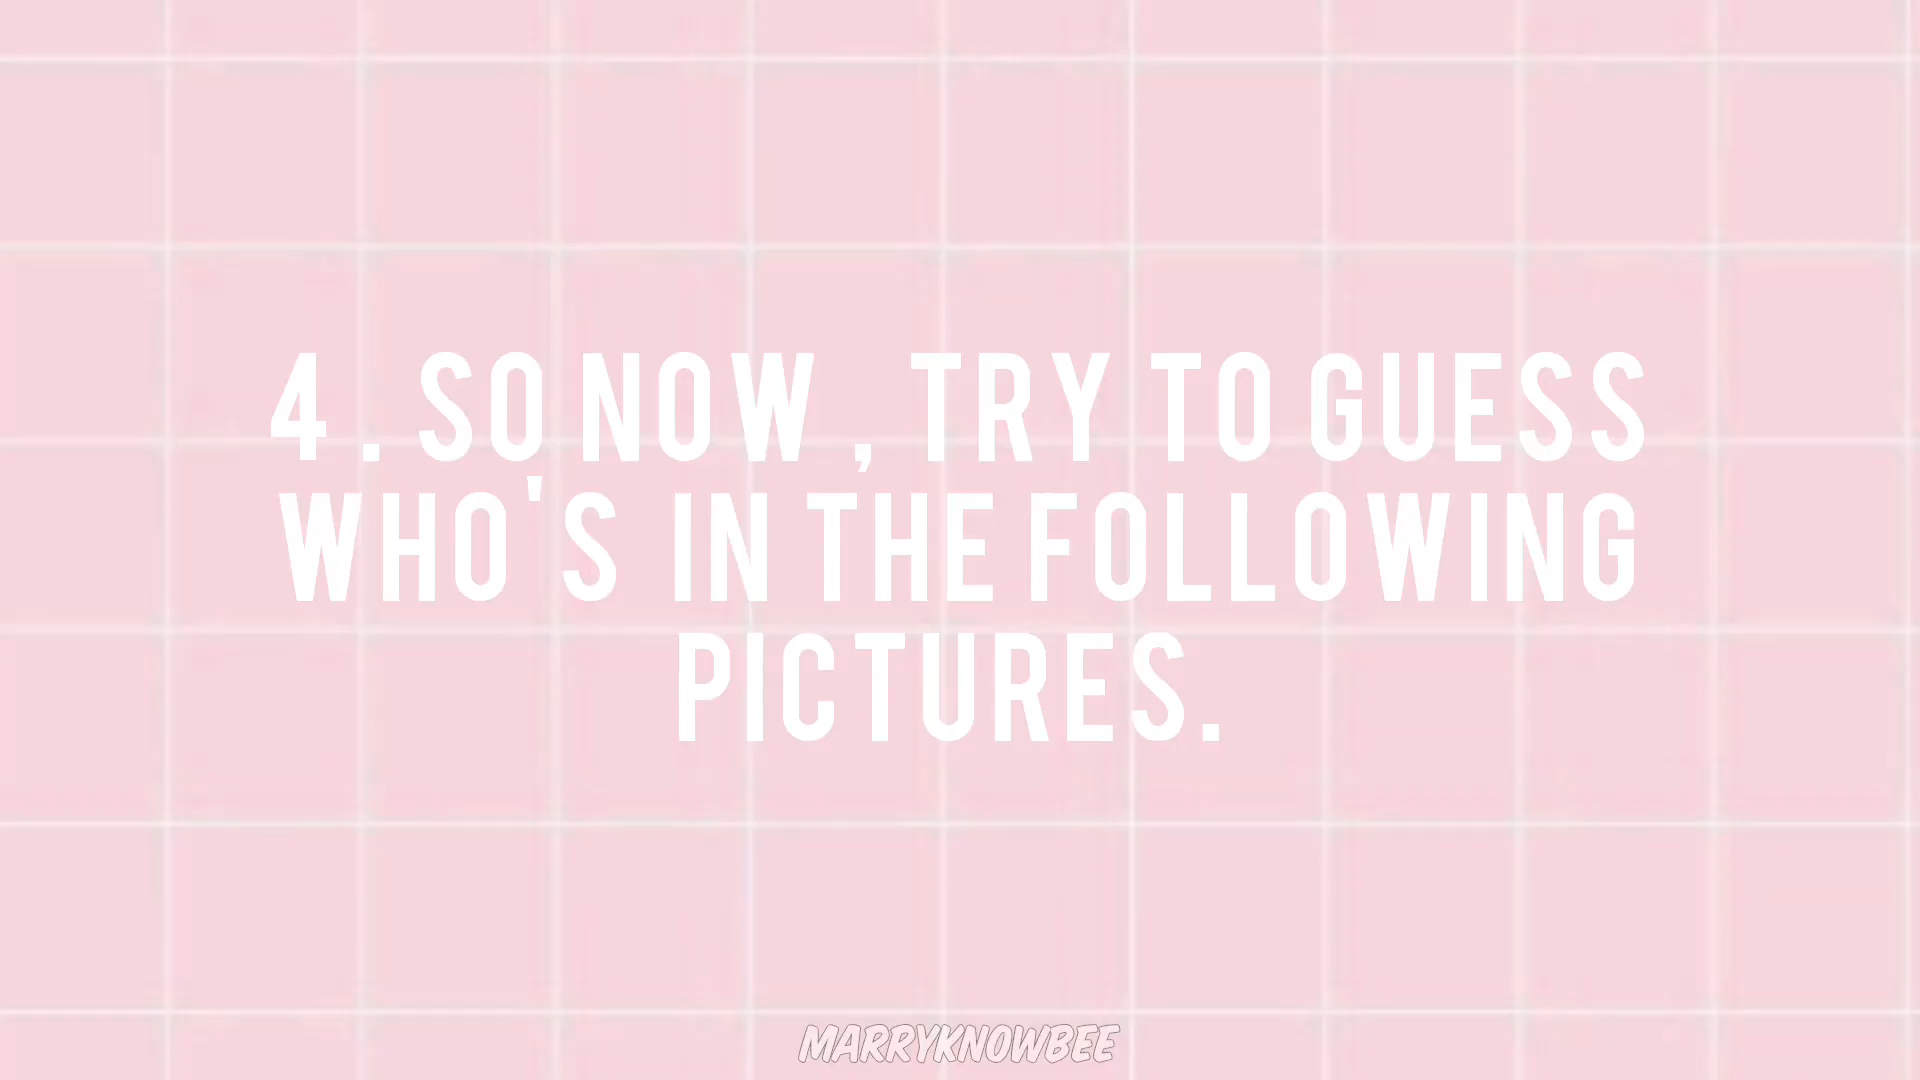 4. SO NOW, TRY TO GUESS
WHO'S IN THE FOLLOWING
PICTURES.
MARRYKNOWBEE